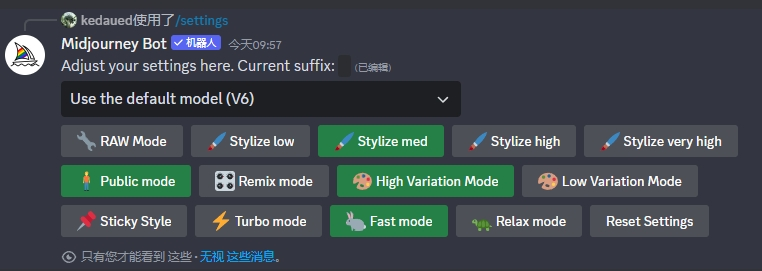 kedaued使用了/settings
Midjourney Bot 机器人 今天09:57
Adjust your settings here. Current suffix: (已编辑)
Use the default model (V6)
RAW Mode Stylize low Stylize med Stylize high Stylize very high
Public mode Remix mode High Variation Mode Low Variation Mode
Sticky Style Turbo mode Fast mode Relax mode Reset Settings
只有您才能看到 这些 · 无视 这些消息。